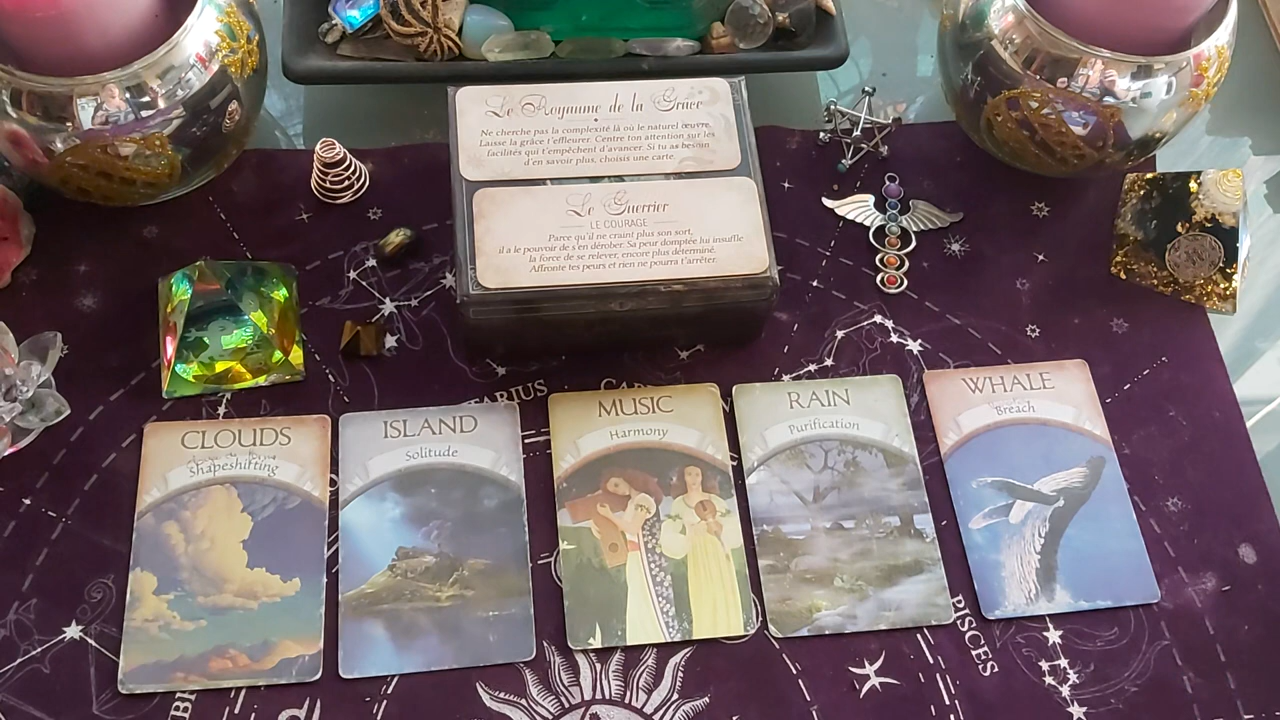 Le Royaume de la Grâce
Ne cherche pas la complexité là où le naturel œuvre.
Laisse la grâce t'effleurer. Centre ton attention sur les
facilités qui t'empêchent d'avancer. Si tu as besoin
d'en savoir plus, choisis une carte.
Le Guerrier
LE COURAGE
Parce qu'il ne craint plus son sort,
il a le pouvoir de s'en dérober. Sa peur domptée lui insuffle
la force de se relever, encore plus déterminé.
Affronte tes peurs et rien ne pourra t'arrêter.
CLOUDS
Shapeshifting
ISLAND
Solitude
MUSIC
Harmony
RAIN
Purification
WHALE
Breach
PISCES